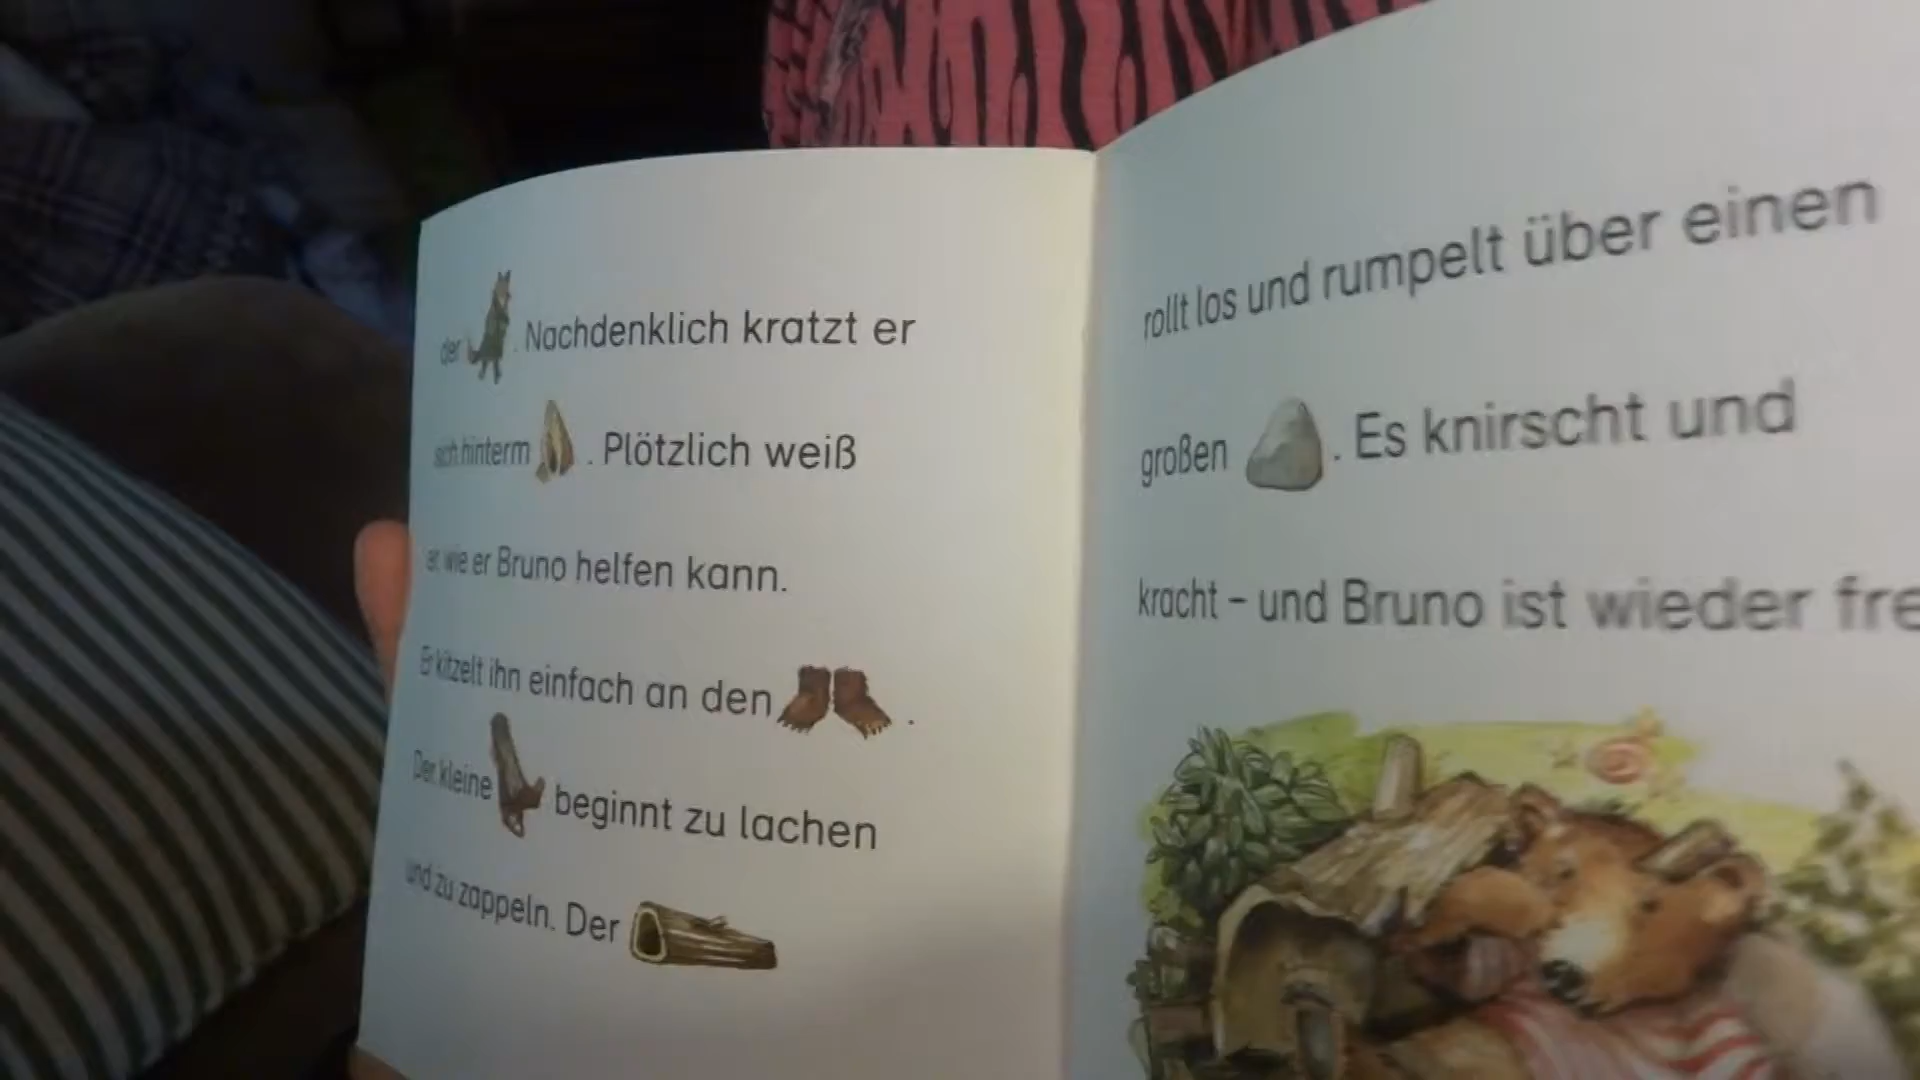 der . Nachdenklich kratzt er
sich hinterm . Plötzlich weiß
er, wie er Bruno helfen kann.
Er kitzelt ihn einfach an den .
Der kleine beginnt zu lachen
und zu zappeln. Der
rollt los und rumpelt über einen
großen . Es knirscht und
kracht – und Bruno ist wieder fre